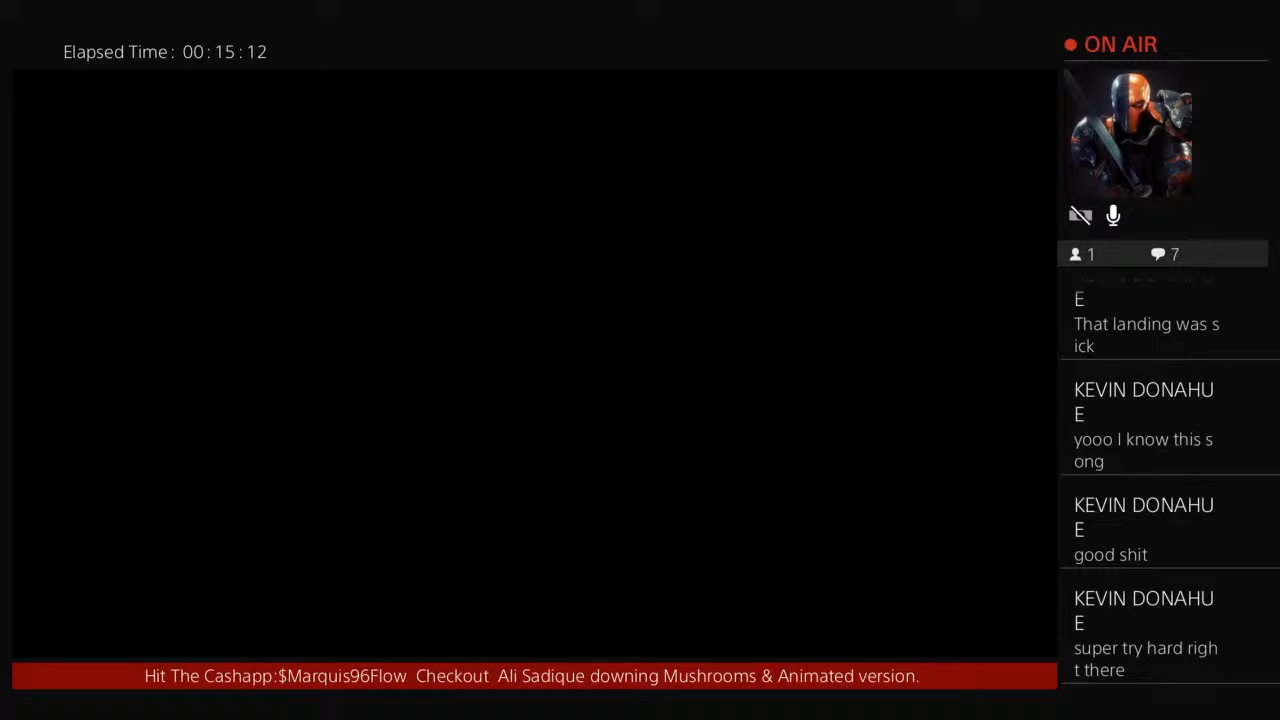 Elapsed Time: 00:15:12
ON AIR
1 7
E
That landing was s
ick
KEVIN DONAHU
E
yooo I know this s
ong
KEVIN DONAHU
E
good shit
KEVIN DONAHU
E
super try hard righ
t there
Hit The Cashapp:$Marquis96Flow Checkout Ali Sadique downing Mushrooms & Animated version.